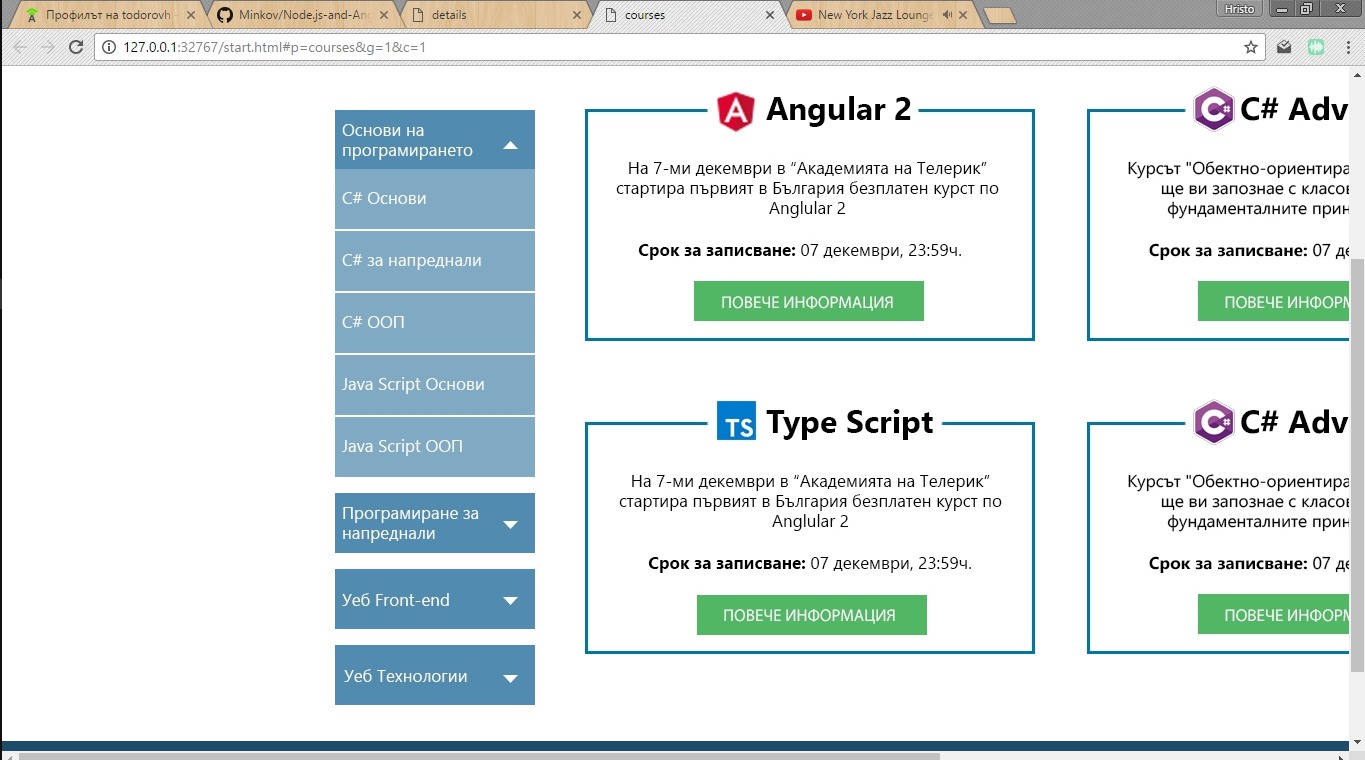 Профилът на todorovh
Minkov/Node.js-and-An
details
courses
New York Jazz Lounge
Hristo
127.0.0.1:32767/start.html#p=courses&g=1&c=1
Основи на
програмирането
C# Основи
C# за напреднали
C# ООП
Java Script Основи
Java Script ООП
Програмиране за
напреднали
Уеб Front-end
Уеб Технологии
Angular 2
На 7-ми декември в “Академията на Телерик”
стартира първият в България безплатен курст по
Anglular 2
Срок за записване: 07 декември, 23:59ч.
ПОВЕЧЕ ИНФОРМАЦИЯ
C# Adv
Курсът "Обектно-ориентира
ще ви запознае с класов
фундаменталните прин
Срок за записване: 07 де
ПОВЕЧЕ ИНФОРМ
TS Type Script
На 7-ми декември в “Академията на Телерик”
стартира първият в България безплатен курст по
Anglular 2
Срок за записване: 07 декември, 23:59ч.
ПОВЕЧЕ ИНФОРМАЦИЯ
C# Adv
Курсът "Обектно-ориентира
ще ви запознае с класов
фундаменталните прин
Срок за записване: 07 де
ПОВЕЧЕ ИНФОРМ